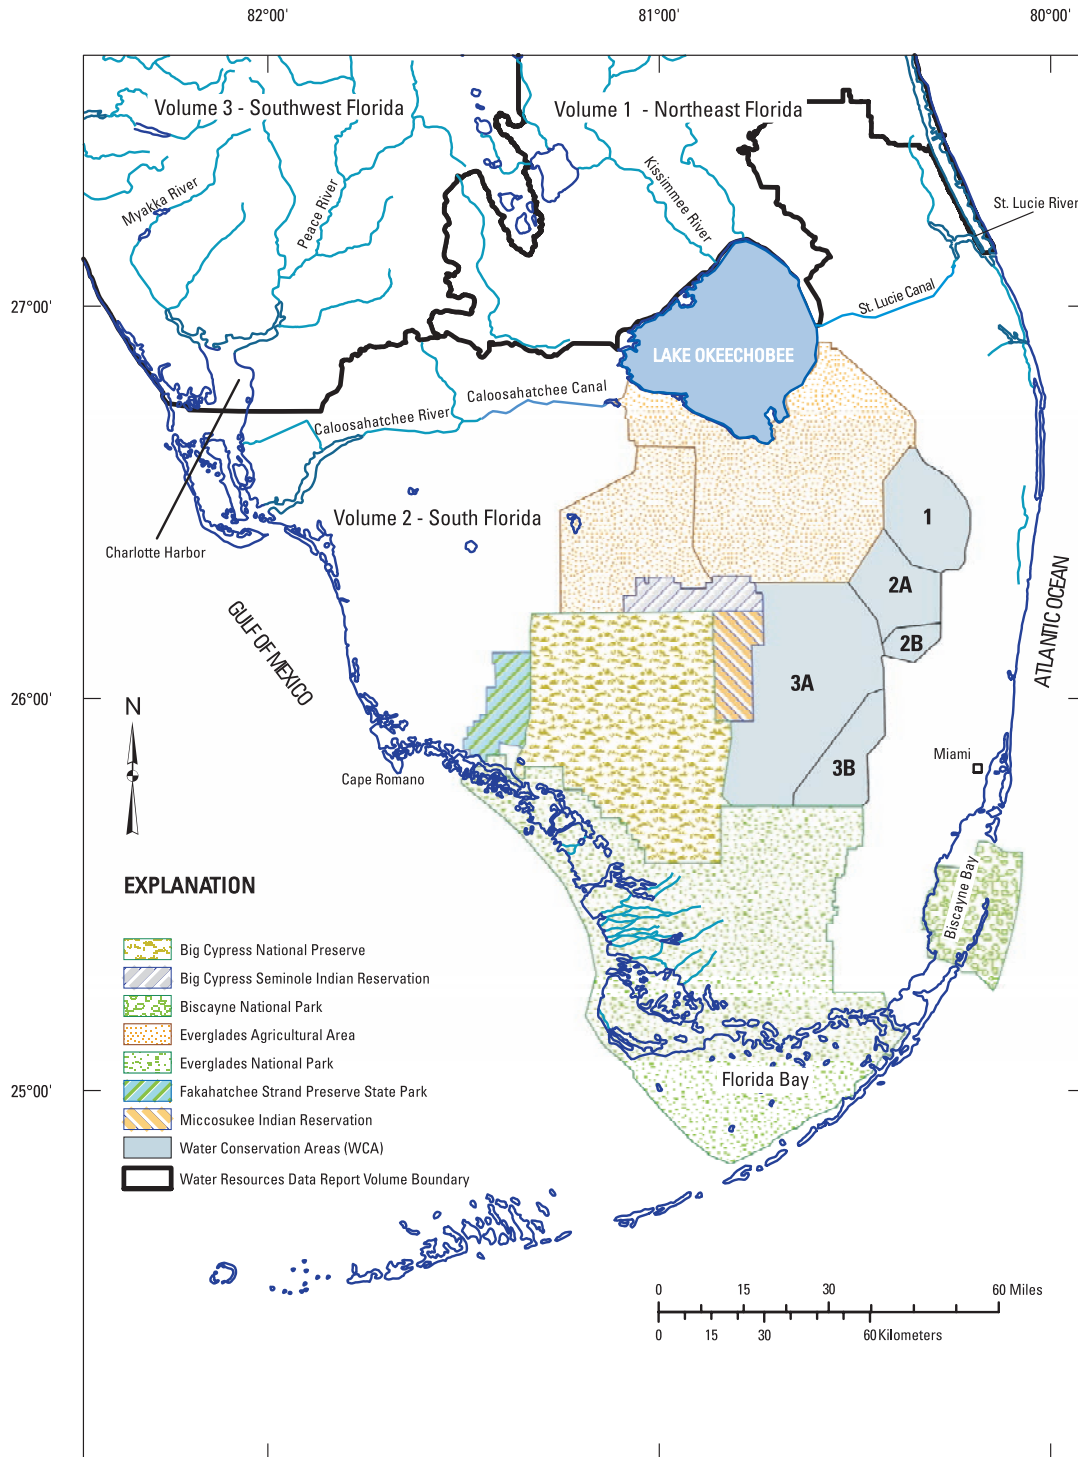 82°00'
81°00'
80°00'
Volume 3 - Southwest Florida
Volume 1 - Northeast Florida
Myakka River
Peace River
Kissimmee River
St. Lucie River
27°00'
St. Lucie Canal
LAKE OKEECHOBEE
Caloosahatchee Canal
Caloosahatchee River
Volume 2 - South Florida
1
Charlotte Harbor
2A
GULF OF MEXICO
ATLANTIC OCEAN
2B
26°00'
3A
N
Miami
3B
Cape Romano
EXPLANATION
Biscayne Bay
Big Cypress National Preserve
Big Cypress Seminole Indian Reservation
Biscayne National Park
Everglades Agricultural Area
Everglades National Park
25°00'
Florida Bay
Fakahatchee Strand Preserve State Park
Miccosukee Indian Reservation
Water Conservation Areas (WCA)
Water Resources Data Report Volume Boundary
0 15 30 60 Miles
0 15 30 60 Kilometers